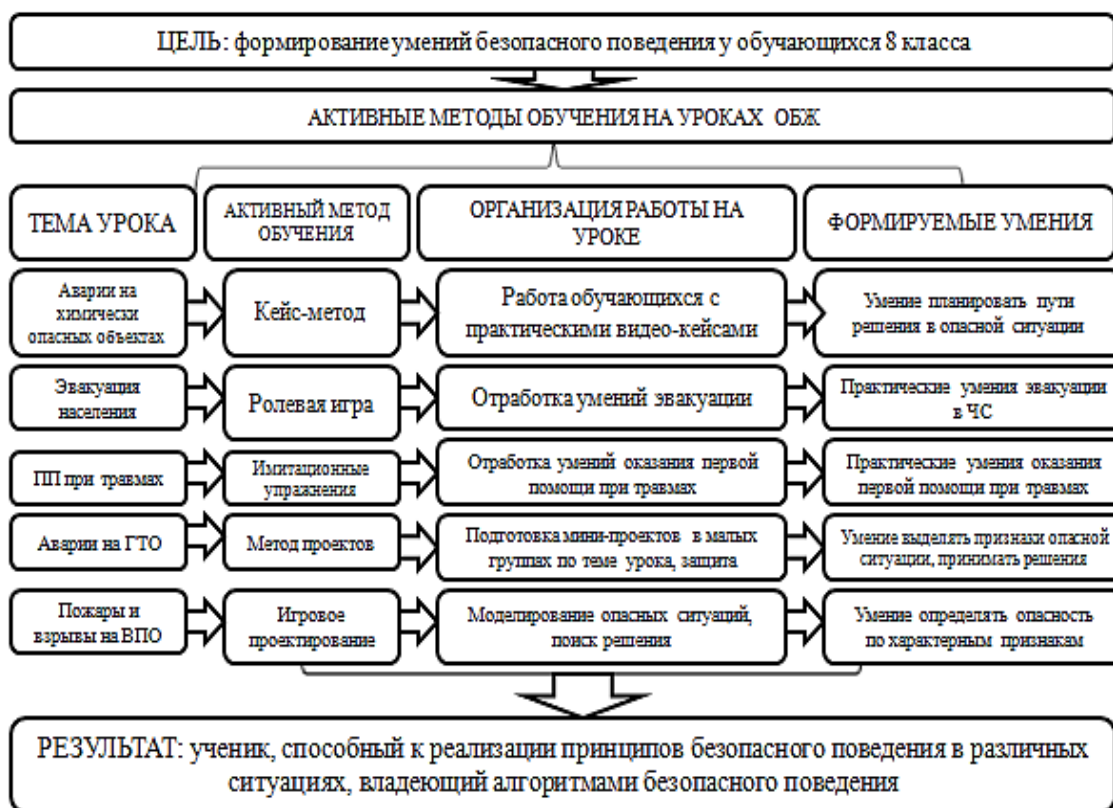 ЦЕЛЬ: формирование умений безопасного поведения у обучающихся 8 класса
АКТИВНЫЕ МЕТОДЫ ОБУЧЕНИЯ НА УРОКАХ ОБЖ
ТЕМА УРОКА
АКТИВНЫЙ МЕТОД
ОБУЧЕНИЯ
ОРГАНИЗАЦИЯ РАБОТЫ НА
УРОКЕ
ФОРМИРУЕМЫЕ УМЕНИЯ
Аварии на
химически
опасных объектах
Кейс-метод
Работа обучающихся с
практическими видео-кейсами
Умение планировать пути
решения в опасной ситуации
Эвакуация
населения
Ролевая игра
Отработка умений эвакуации
Практические умения эвакуации
в ЧС
ПП при травмах
Имитационные
упражнения
Отработка умений оказания первой
помощи при травмах
Практические умения оказания
первой помощи при травмах
Аварии на ГТО
Метод проектов
Подготовка мини-проектов в малых
группах по теме урока, защита
Умение выделять признаки опасной
ситуации, принимать решения
Пожары и
взрывы на ВПО
Игровое
проектирование
Моделирование опасных ситуаций,
поиск решения
Умение определять опасность
по характерным признакам
РЕЗУЛЬТАТ: ученик, способный к реализации принципов безопасного поведения в различных
ситуациях, владеющий алгоритмами безопасного поведения